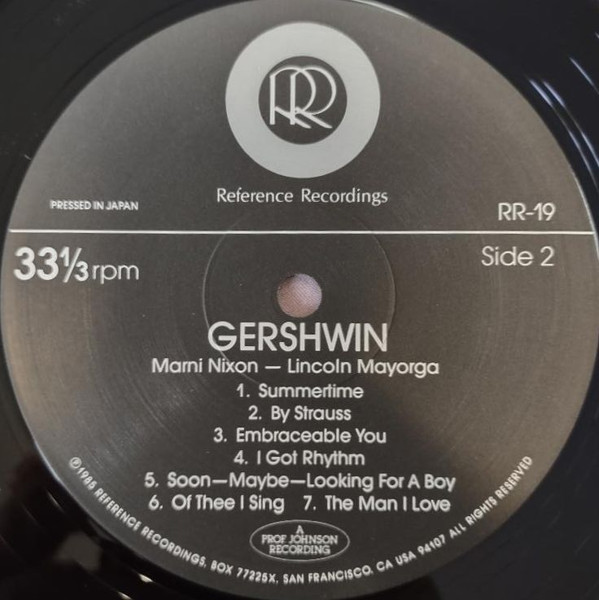 RR
Reference Recordings
PRESSED IN JAPAN
RR-19
33⅓ rpm
Side 2
GERSHWIN
Marni Nixon — Lincoln Mayorga
1. Summertime
2. By Strauss
3. Embraceable You
4. I Got Rhythm
5. Soon—Maybe—Looking For A Boy
6. Of Thee I Sing 7. The Man I Love
A
PROF JOHNSON
RECORDING
℗1985 REFERENCE RECORDINGS, BOX 77225X, SAN FRANCISCO, CA USA 94107 ALL RIGHTS RESERVED